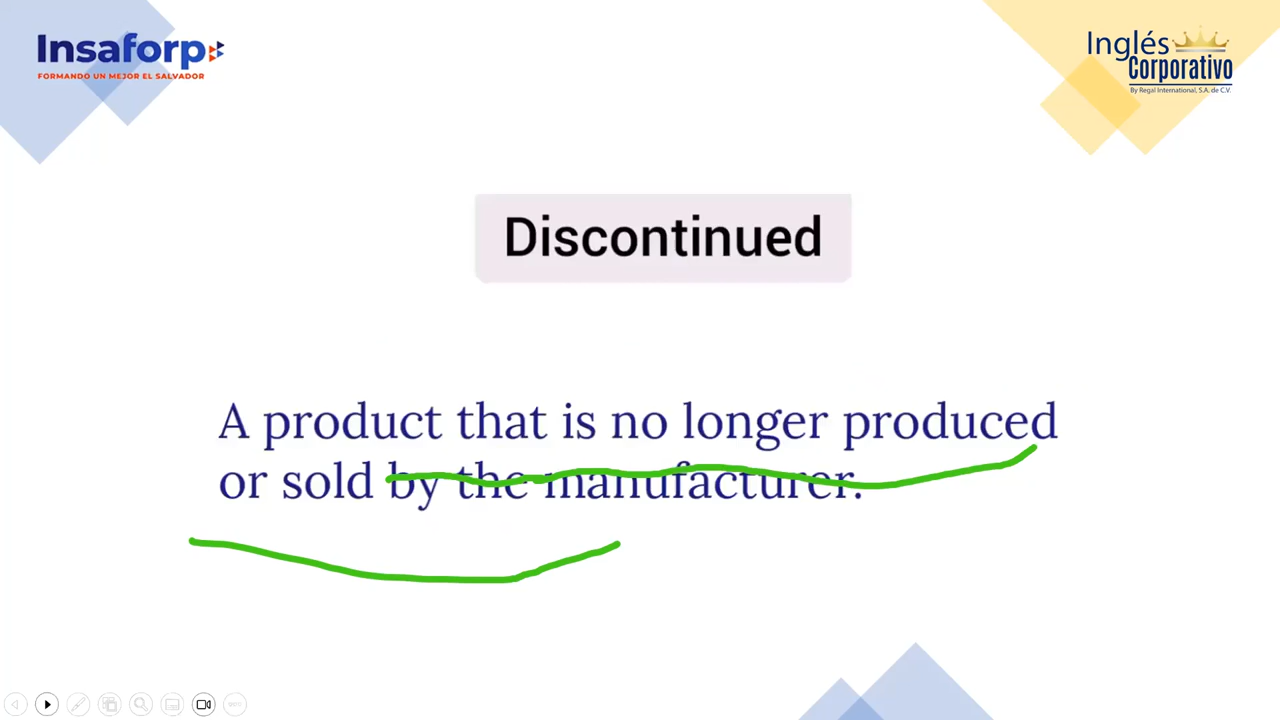 Insaforp
FORMANDO UN MEJOR EL SALVADOR
Inglés
Corporativo
By Regal International, S.A. de C.V.
Discontinued
A product that is no longer produced
or sold by the manufacturer.